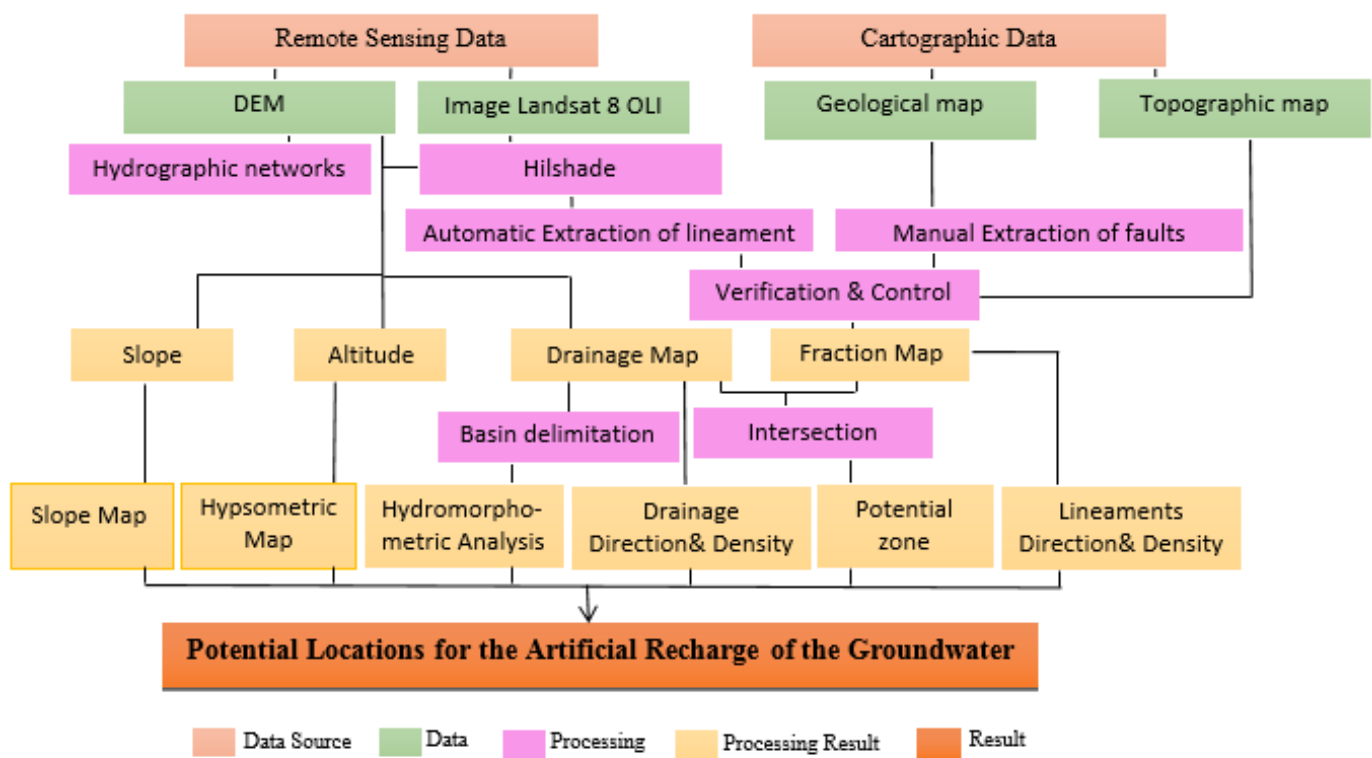 Remote Sensing Data
Cartographic Data
DEM
Image Landsat 8 OLI
Geological map
Topographic map
Hydrographic networks
Hilshade
Automatic Extraction of lineament
Manual Extraction of faults
Verification & Control
Slope
Altitude
Drainage Map
Fraction Map
Basin delimitation
Intersection
Slope Map
Hypsometric
Map
Hydromorpho-
metric Analysis
Drainage
Direction& Density
Potential
zone
Lineaments
Direction& Density
Potential Locations for the Artificial Recharge of the Groundwater
Data Source
Data
Processing
Processing Result
Result